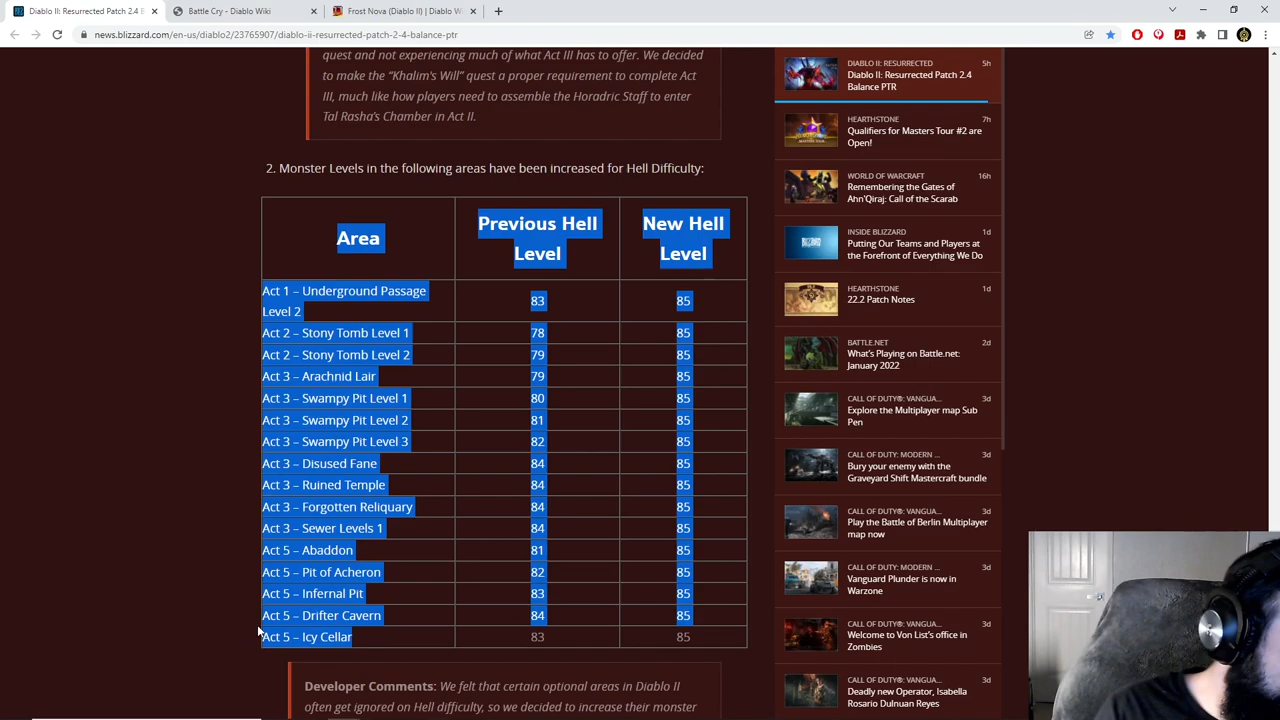 Diablo II: Resurrected Patch 2.4 B
Battle Cry - Diablo Wiki
Frost Nova (Diablo II) | Diablo W
news.blizzard.com/en-us/diablo2/23765907/diablo-ii-resurrected-patch-2-4-balance-ptr
quest and not experiencing much of what Act III has to offer. We decided
to make the “Khalim's Will” quest a proper requirement to complete Act
III, much like how players need to assemble the Horadric Staff to enter
Tal Rasha’s Chamber in Act II.
2. Monster Levels in the following areas have been increased for Hell Difficulty:
Area
Previous Hell
Level
New Hell
Level
Act 1 – Underground Passage
Level 2
83
85
Act 2 – Stony Tomb Level 1
78
85
Act 2 – Stony Tomb Level 2
79
85
Act 3 – Arachnid Lair
79
85
Act 3 – Swampy Pit Level 1
80
85
Act 3 – Swampy Pit Level 2
81
85
Act 3 – Swampy Pit Level 3
82
85
Act 3 – Disused Fane
84
85
Act 3 – Ruined Temple
84
85
Act 3 – Forgotten Reliquary
84
85
Act 3 – Sewer Levels 1
84
85
Act 5 – Abaddon
81
85
Act 5 – Pit of Acheron
82
85
Act 5 – Infernal Pit
83
85
Act 5 – Drifter Cavern
84
85
Act 5 – Icy Cellar
83
85
Developer Comments: We felt that certain optional areas in Diablo II
often get ignored on Hell difficulty, so we decided to increase their monster
DIABLO II: RESURRECTED
5h
Diablo II: Resurrected Patch 2.4
Balance PTR
HEARTHSTONE
7h
Qualifiers for Masters Tour #2 are
Open!
WORLD OF WARCRAFT
16h
Remembering the Gates of
Ahn'Qiraj: Call of the Scarab
INSIDE BLIZZARD
1d
Putting Our Teams and Players at
the Forefront of Everything We Do
HEARTHSTONE
1d
22.2 Patch Notes
BATTLE.NET
2d
What’s Playing on Battle.net:
January 2022
CALL OF DUTY®: VANGUA...
3d
Explore the Multiplayer map Sub
Pen
CALL OF DUTY: MODERN ...
3d
Bury your enemy with the
Graveyard Shift Mastercraft bundle
CALL OF DUTY®: VANGUA...
3d
Play the Battle of Berlin Multiplayer
map now
CALL OF DUTY: MODERN ...
3d
Vanguard Plunder is now in
Warzone
CALL OF DUTY®: VANGUA...
3d
Welcome to Von List’s office in
Zombies
CALL OF DUTY®: VANGUA...
3d
Deadly new Operator, Isabella
Rosario Dulnuan Reyes